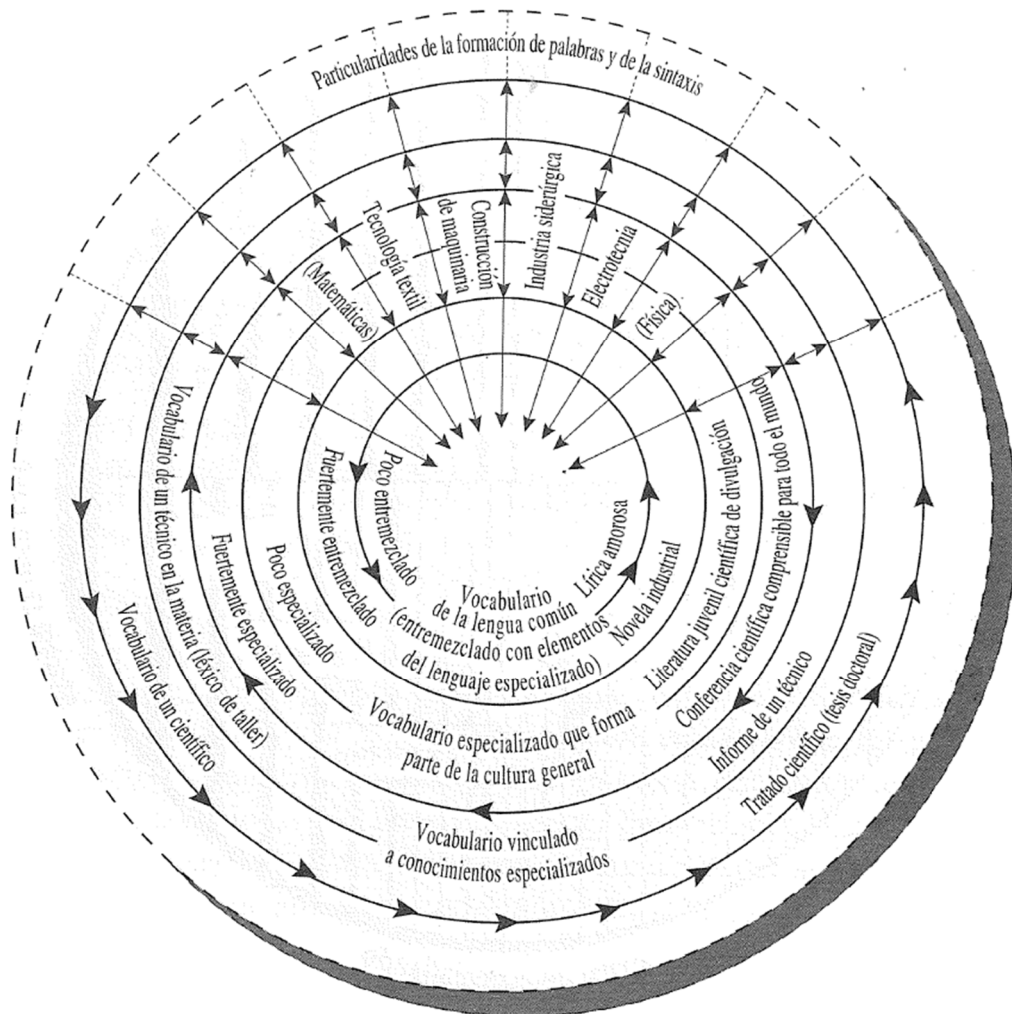 Particularidades de la formación de palabras y de la sintaxis
(Matemáticas)
Tecnología textil
Construcción
de maquinaria
Industria siderúrgica
Electrotecnia
(Física)
Poco entremezclado
Fuertemente entremezclado
Poco especializado
Fuertemente especializado
Vocabulario de un técnico en la materia (léxico de taller)
Vocabulario de un científico
Vocabulario
de la lengua común
(entremezclado con elementos
del lenguaje especializado)
Lírica amorosa
Novela industrial
Literatura juvenil científica de divulgación
Conferencia científica comprensible para todo el mundo
Informe de un técnico
Tratado científico (tesis doctoral)
Vocabulario especializado que forma
parte de la cultura general
Vocabulario vinculado
a conocimientos especializados